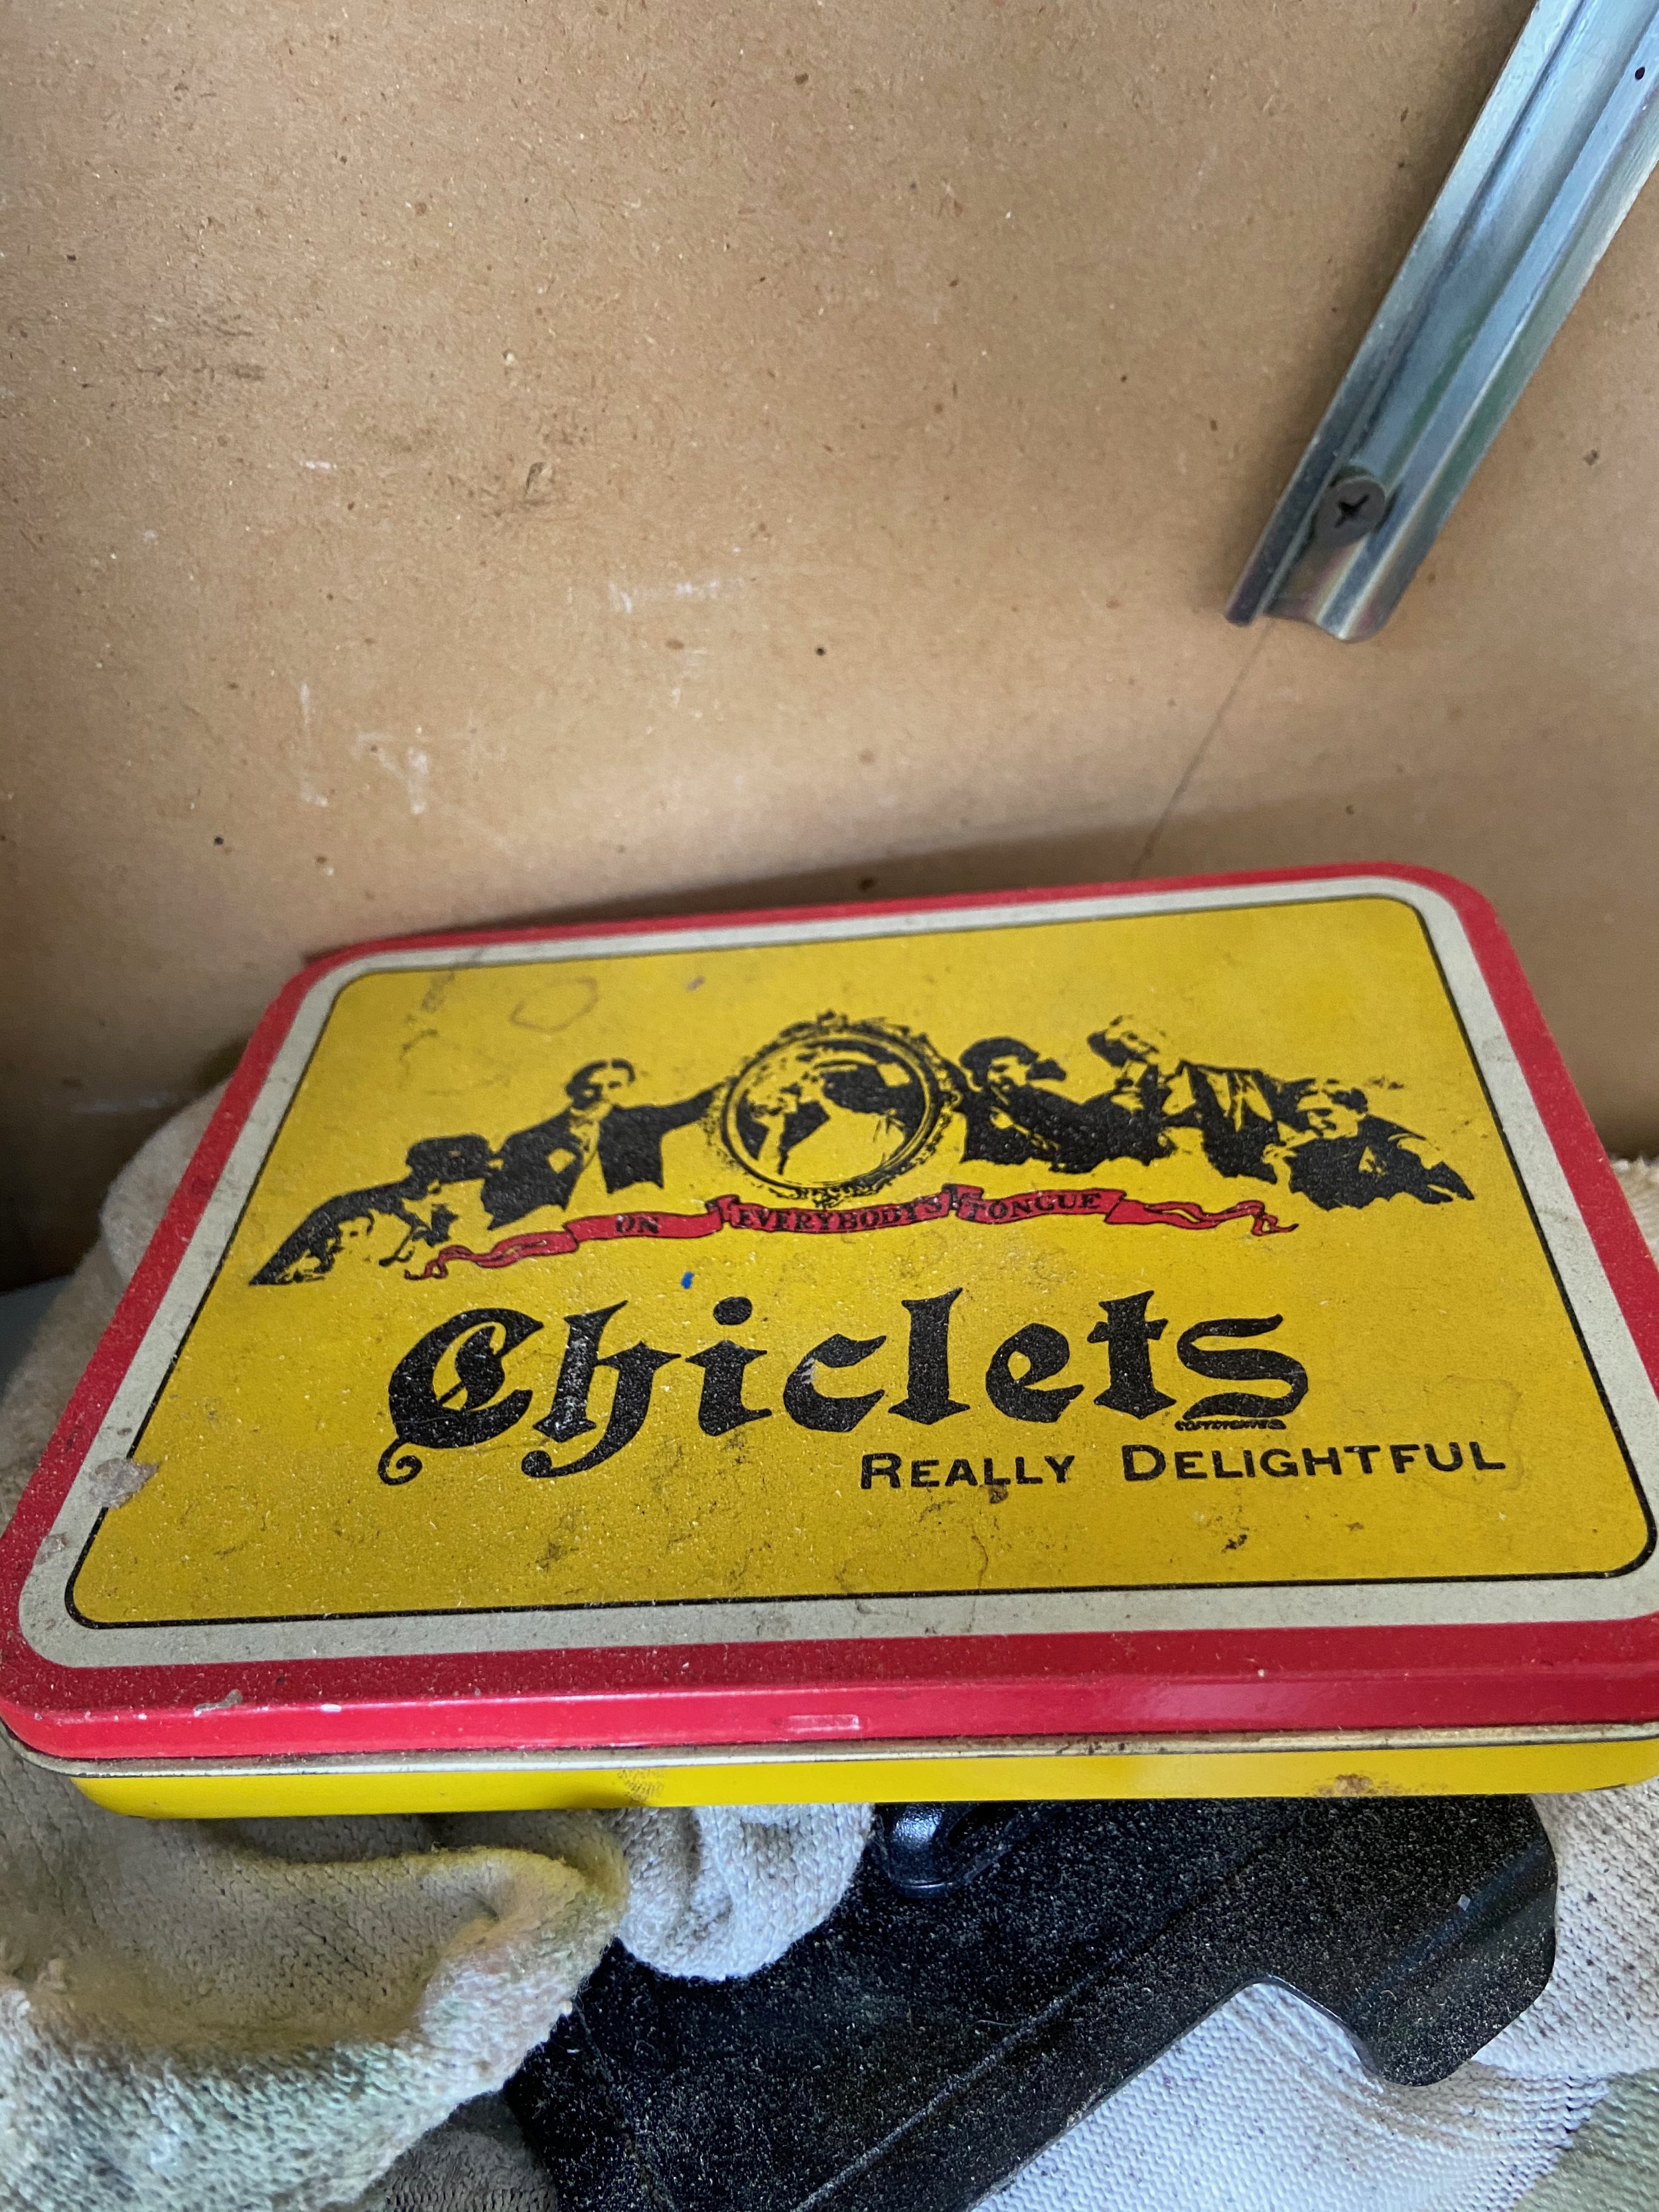 ON EVERYBODY'S TONGUE
Chiclets
REALLY DELIGHTFUL